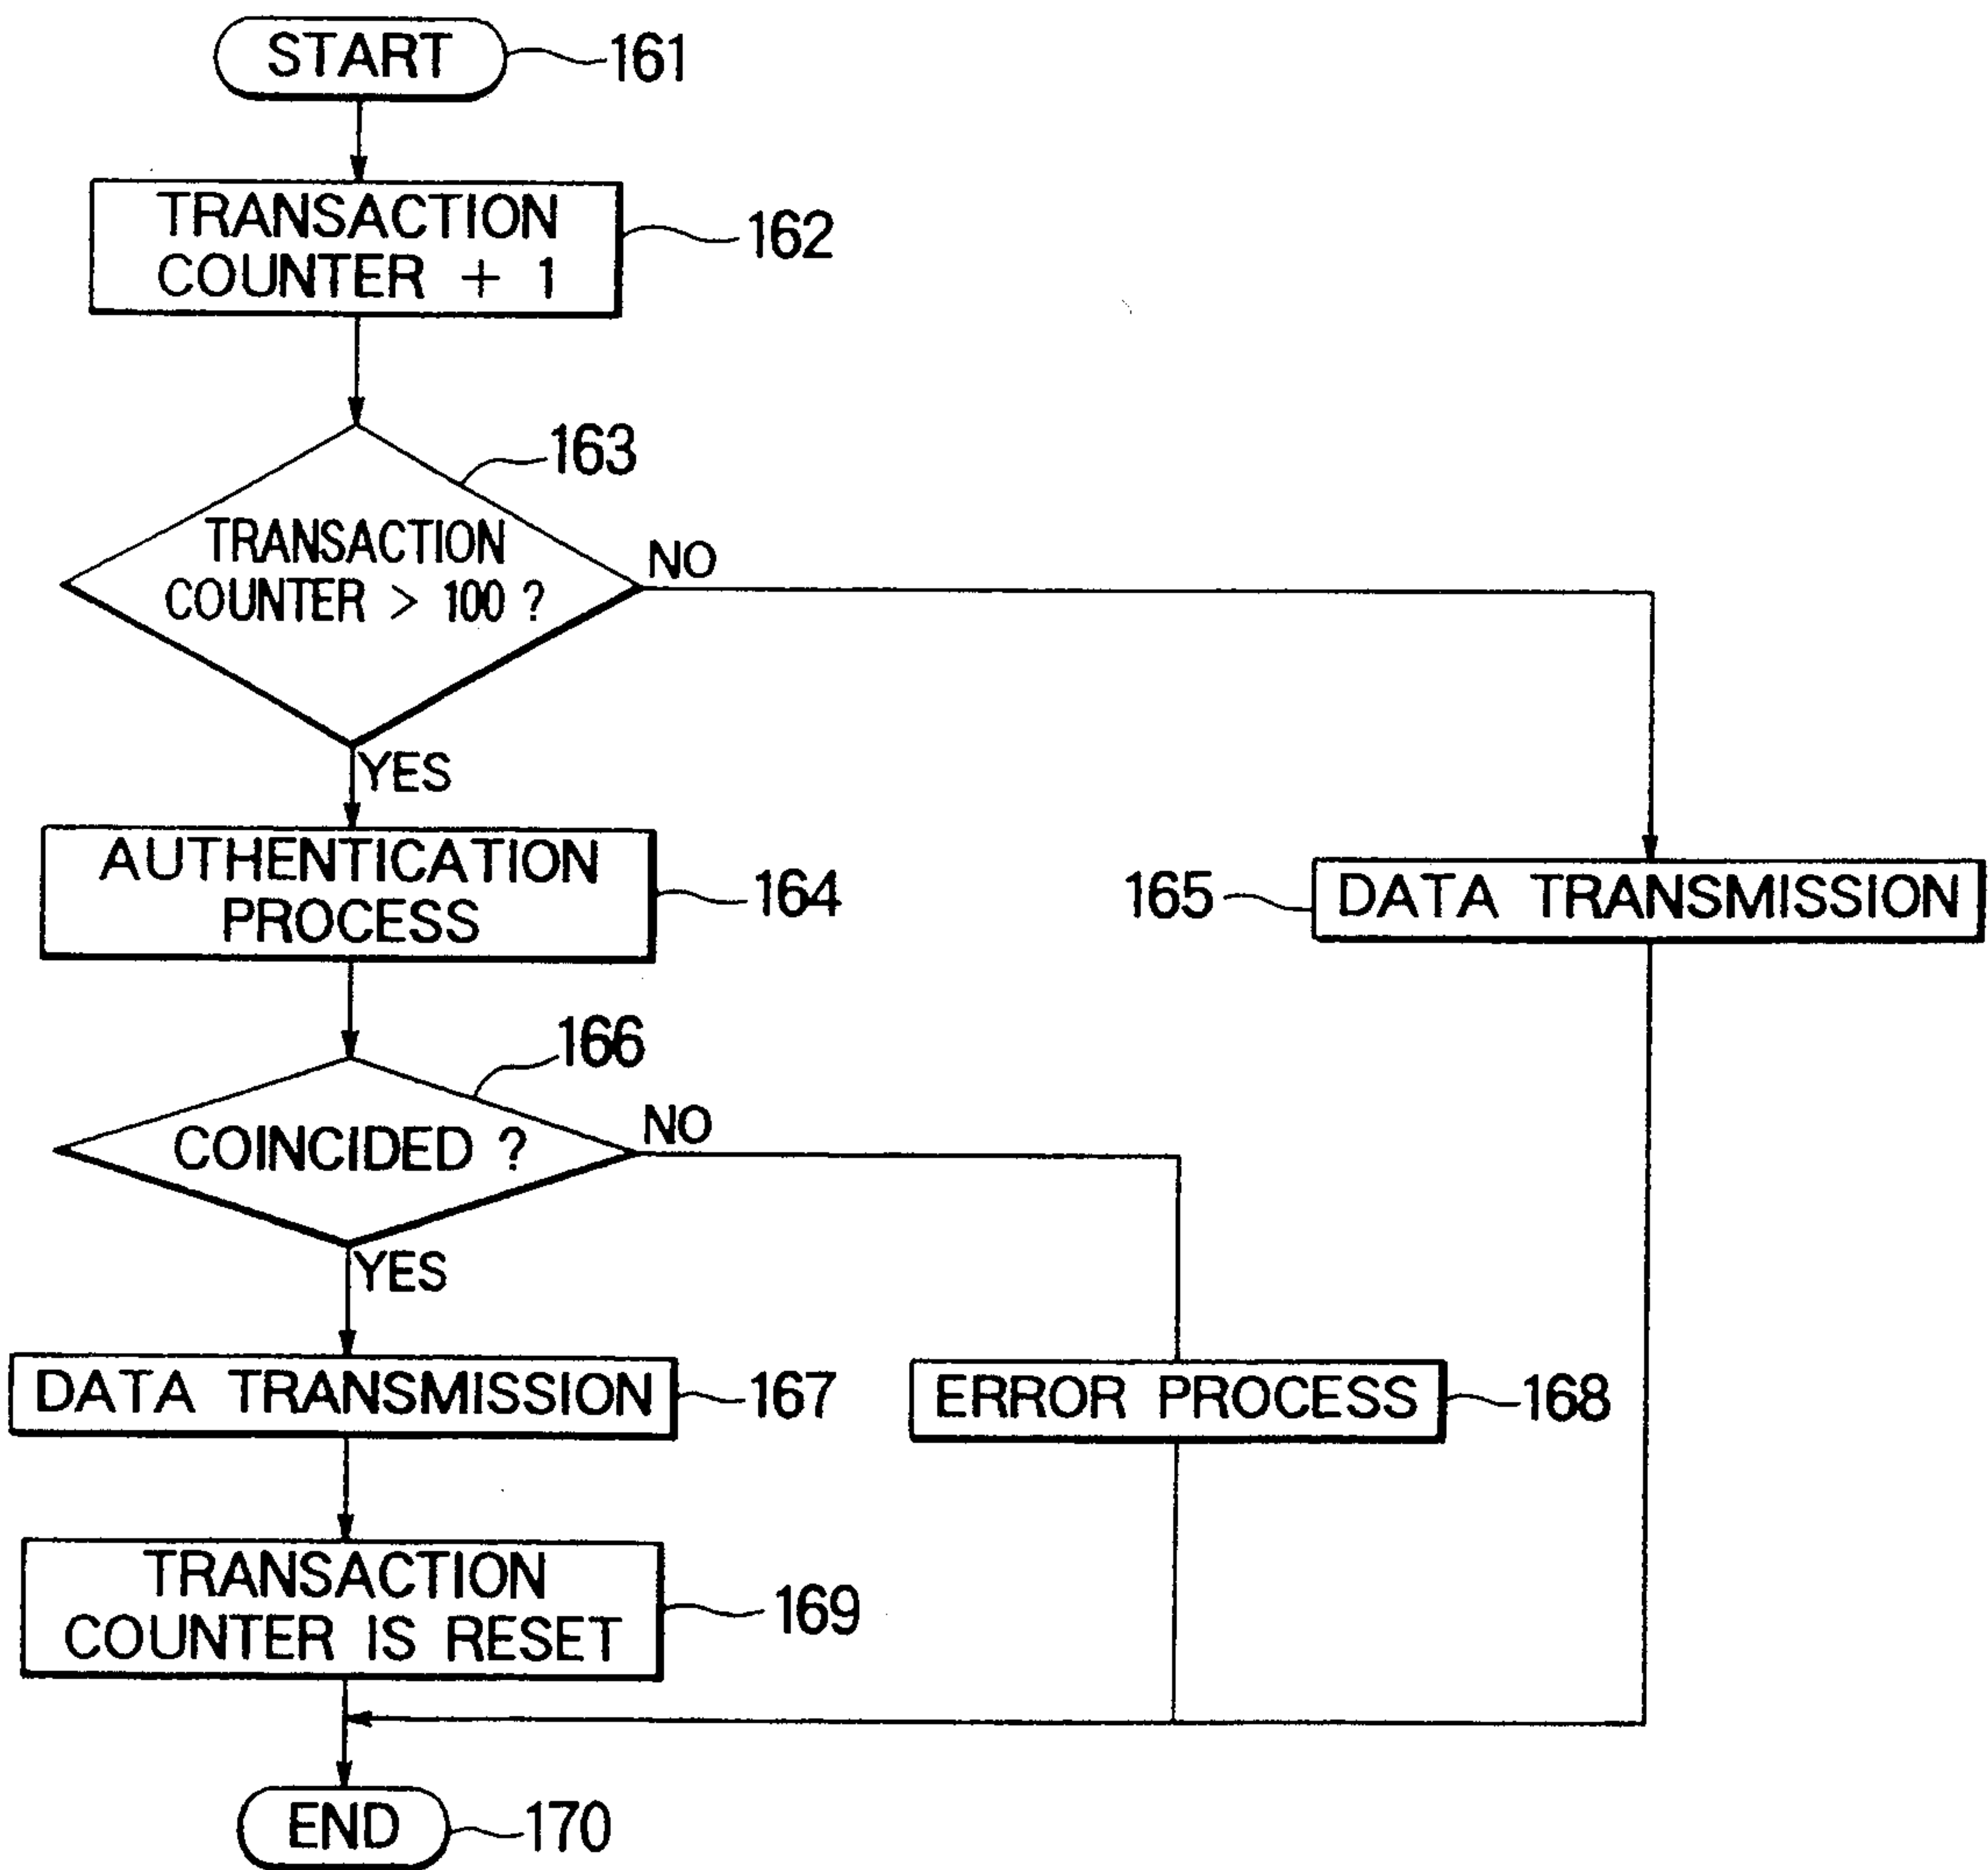 START
161
TRANSACTION
COUNTER + 1
162
163
TRANSACTION
COUNTER > 100 ?
NO
YES
AUTHENTICATION
PROCESS
164
165
DATA TRANSMISSION
166
COINCIDED ?
NO
YES
DATA TRANSMISSION
167
ERROR PROCESS
168
TRANSACTION
COUNTER IS RESET
169
END
170